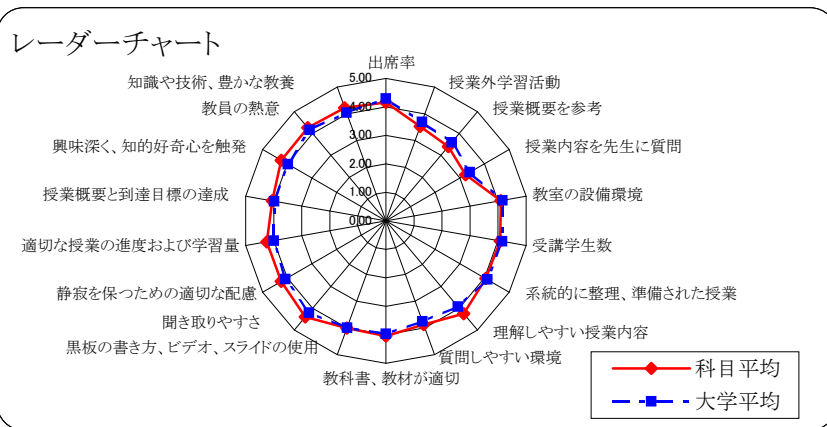 レーダーチャート
出席率
授業外学習活動
授業概要を参考
授業内容を先生に質問
教室の設備環境
受講学生数
系統的に整理、準備された授業
理解しやすい授業内容
質問しやすい環境
教科書、教材が適切
黒板の書き方、ビデオ、スライドの使用
聞き取りやすさ
静寂を保つための適切な配慮
適切な授業の進度および学習量
授業概要と到達目標の達成
興味深く、知的好奇心を触発
教員の熱意
知識や技術、豊かな教養
5.00
4.00
3.00
2.00
1.00
0.00
科目平均
大学平均